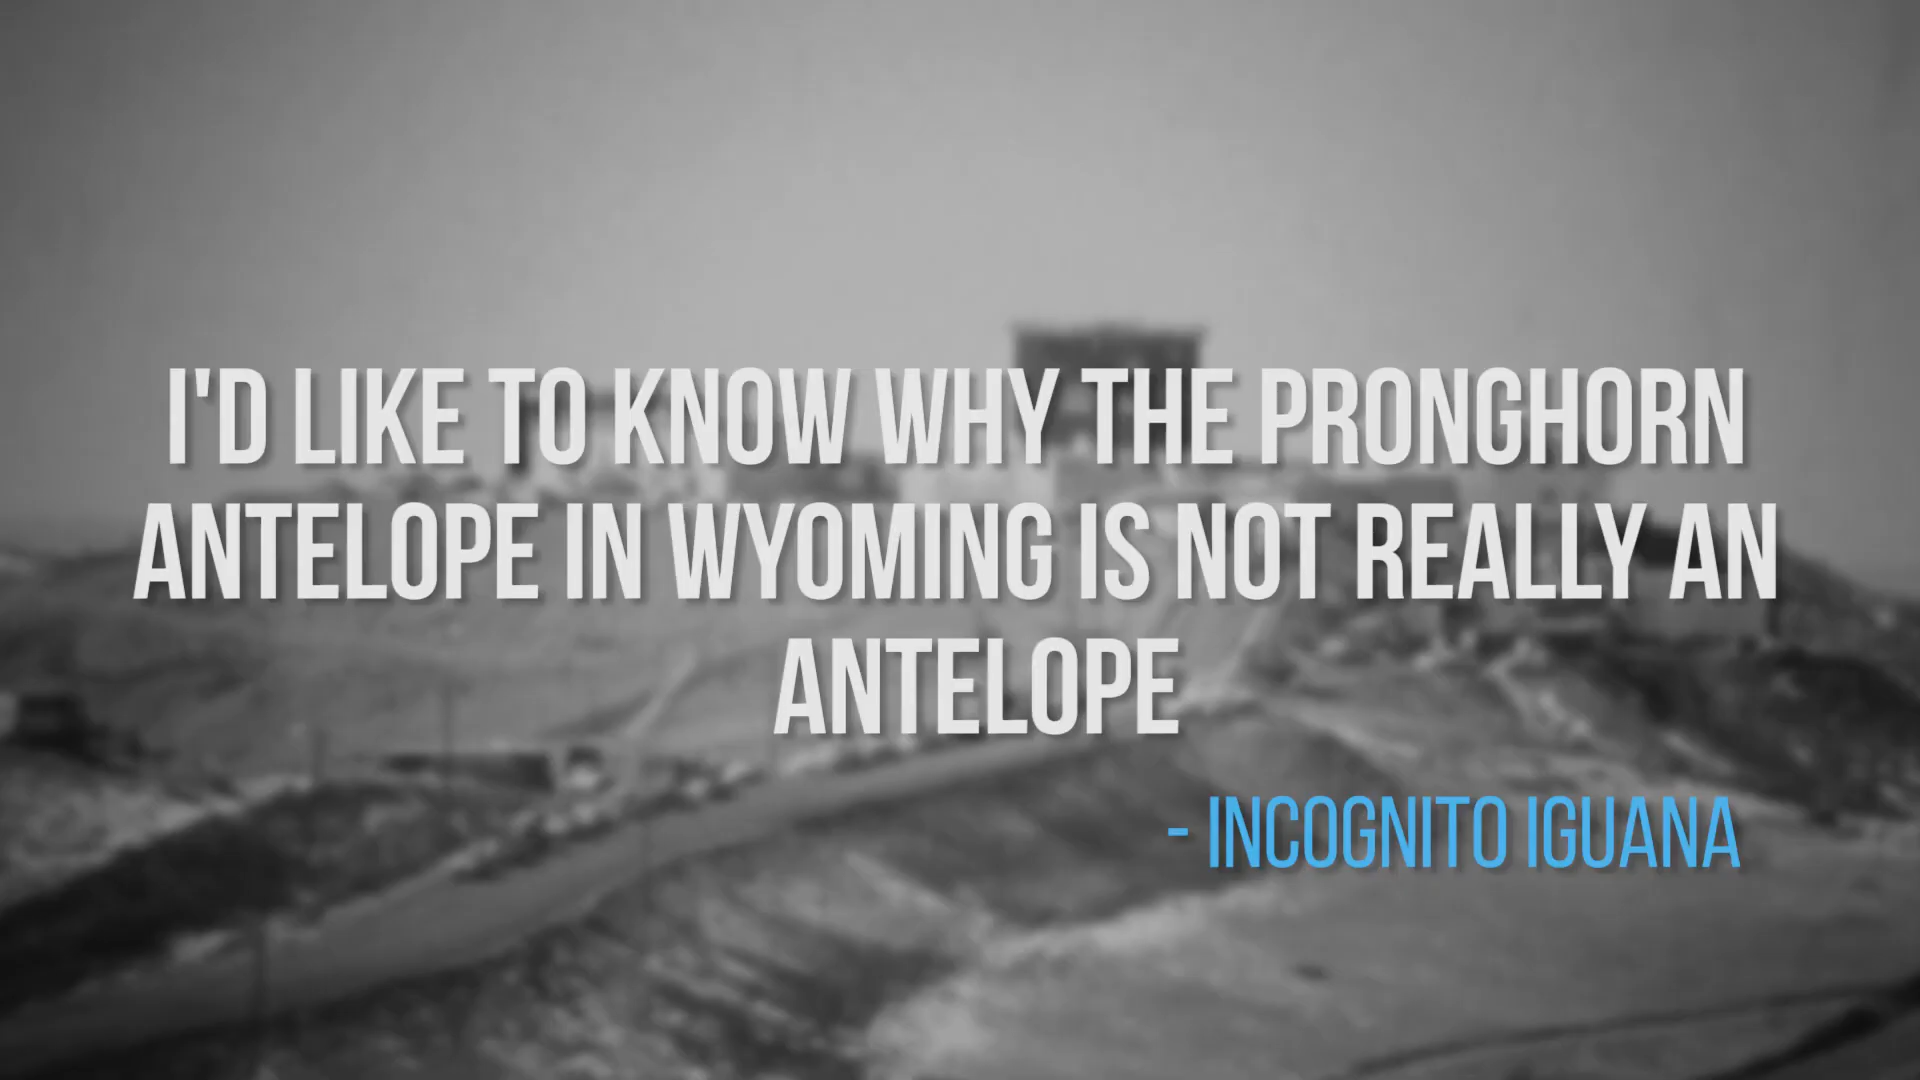 I'D LIKE TO KNOW WHY THE PRONGHORN
ANTELOPE IN WYOMING IS NOT REALLY AN
ANTELOPE
- INCOGNITO IGUANA